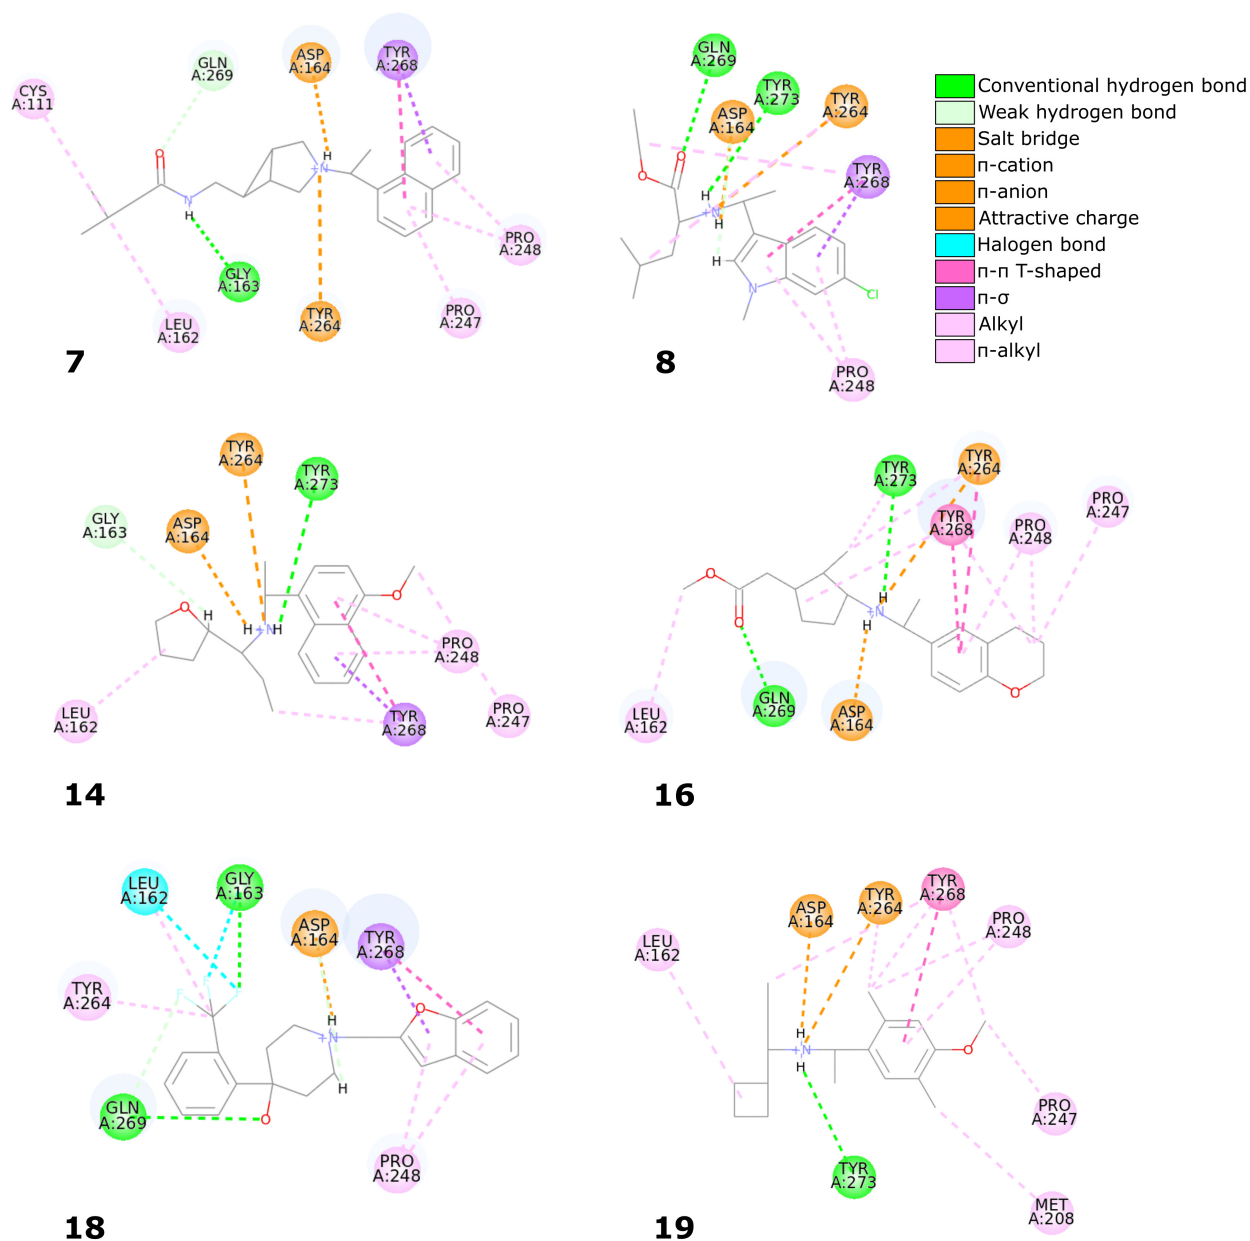 GLN
A:269
ASP
A:164
TYR
A:268
CYS
A:111
O
N
H
H
+N
GLY
A:163
PRO
A:248
LEU
A:162
TYR
A:264
PRO
A:247
7
GLN
A:269
TYR
A:273
ASP
A:164
TYR
A:264
TYR
A:268
O
O
H
+N
H
H
N
Cl
PRO
A:248
8
Conventional hydrogen bond
Weak hydrogen bond
Salt bridge
π-cation
π-anion
Attractive charge
Halogen bond
π-π T-shaped
π-σ
Alkyl
π-alkyl
TYR
A:264
TYR
A:273
GLY
A:163
ASP
A:164
O
H
H
+N
H
O
PRO
A:248
LEU
A:162
TYR
A:268
PRO
A:247
14
TYR
A:273
TYR
A:264
TYR
A:268
PRO
A:248
PRO
A:247
O
O
H
+N
H
O
LEU
A:162
GLN
A:269
ASP
A:164
16
LEU
A:162
GLY
A:163
ASP
A:164
TYR
A:268
TYR
A:264
F
F
F
H
+N
O
H
GLN
A:269
O
PRO
A:248
18
LEU
A:162
ASP
A:164
TYR
A:264
TYR
A:268
PRO
A:248
H
+N
H
O
PRO
A:247
TYR
A:273
MET
A:208
19